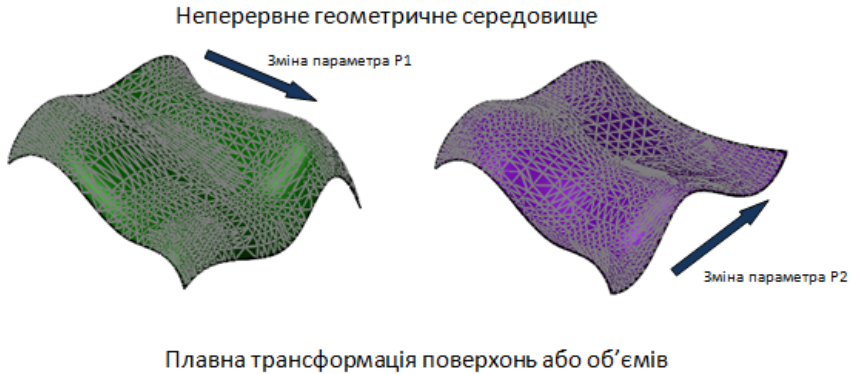 Неперервне геометричне середовище
Зміна параметра P1
Зміна параметра P2
Плавна трансформація поверхонь або об’ємів